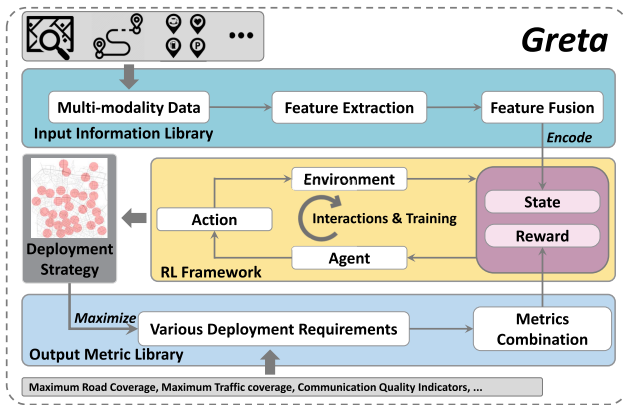 Greta
Multi-modality Data
Feature Extraction
Feature Fusion
Input Information Library
Encode
Environment
State
Action
Interactions & Training
Reward
Agent
RL Framework
Deployment
Strategy
Maximize
Various Deployment Requirements
Metrics
Combination
Output Metric Library
Maximum Road Coverage, Maximum Traffic coverage, Communication Quality Indicators, ...
P